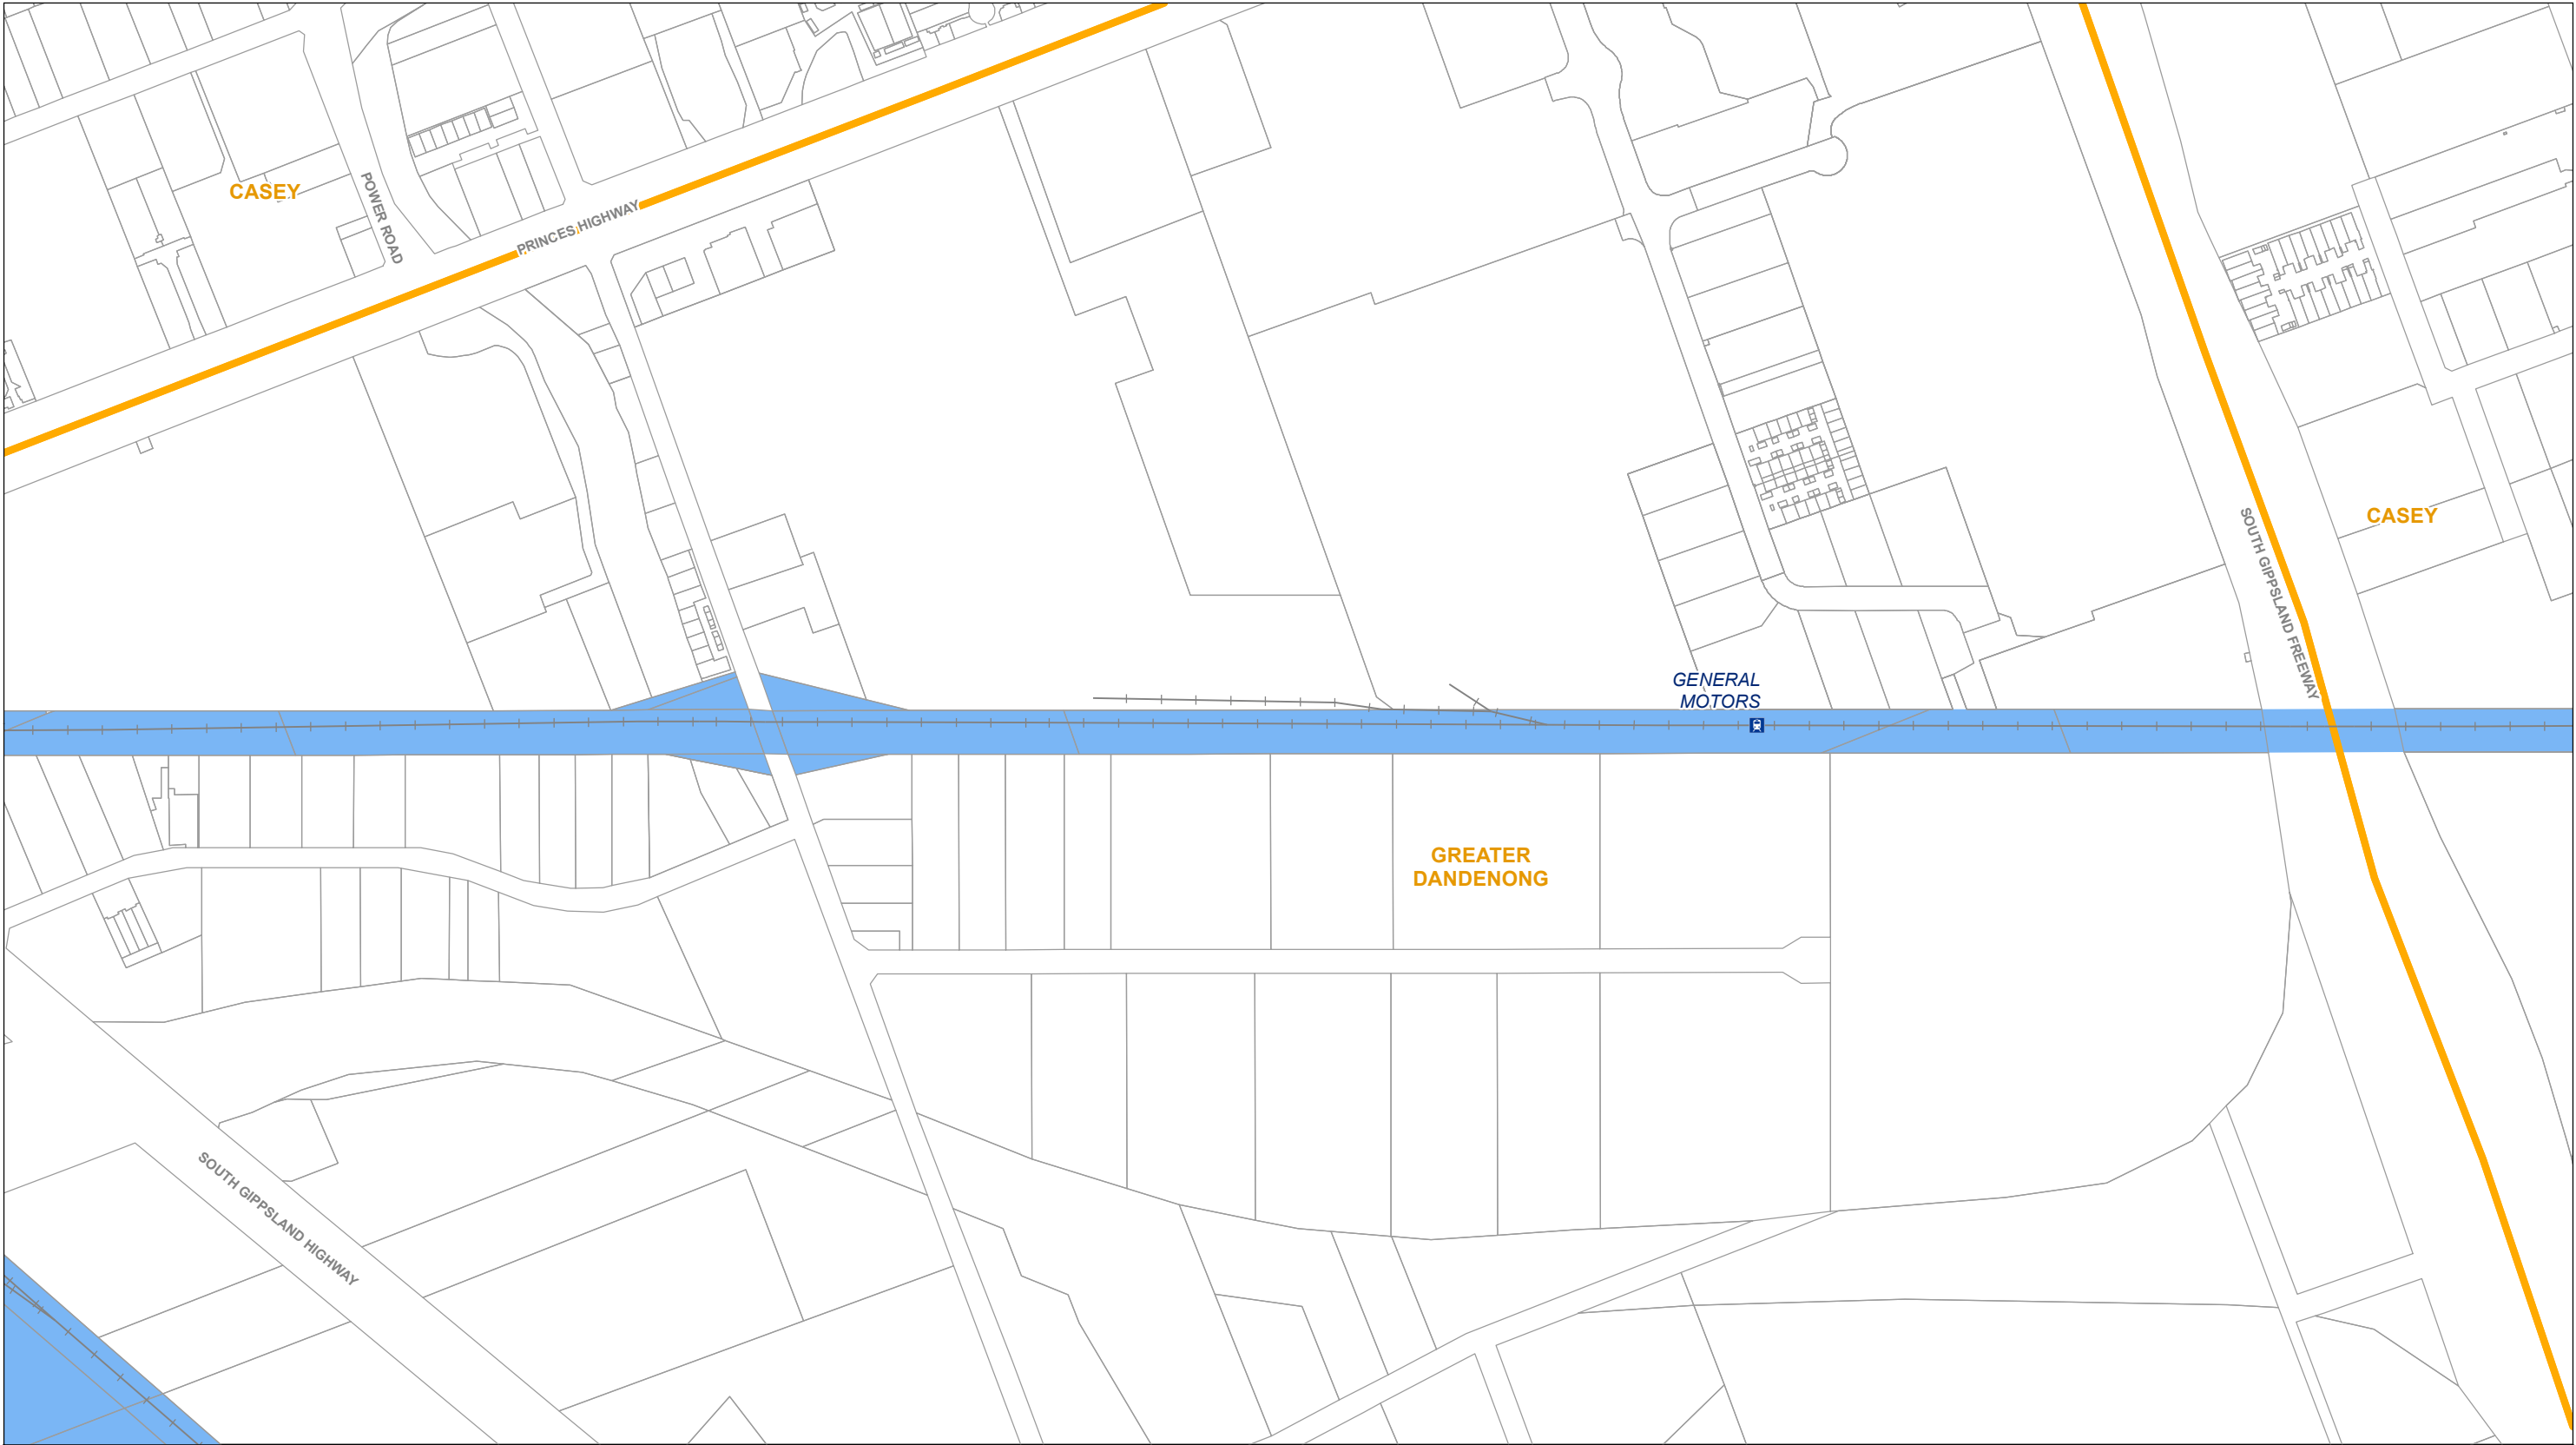 CASEY
POWER ROAD
PRINCES HIGHWAY
CASEY
SOUTH GIPPSLAND FREEWAY
GENERAL
MOTORS
GREATER
DANDENONG
SOUTH GIPPSLAND HIGHWAY